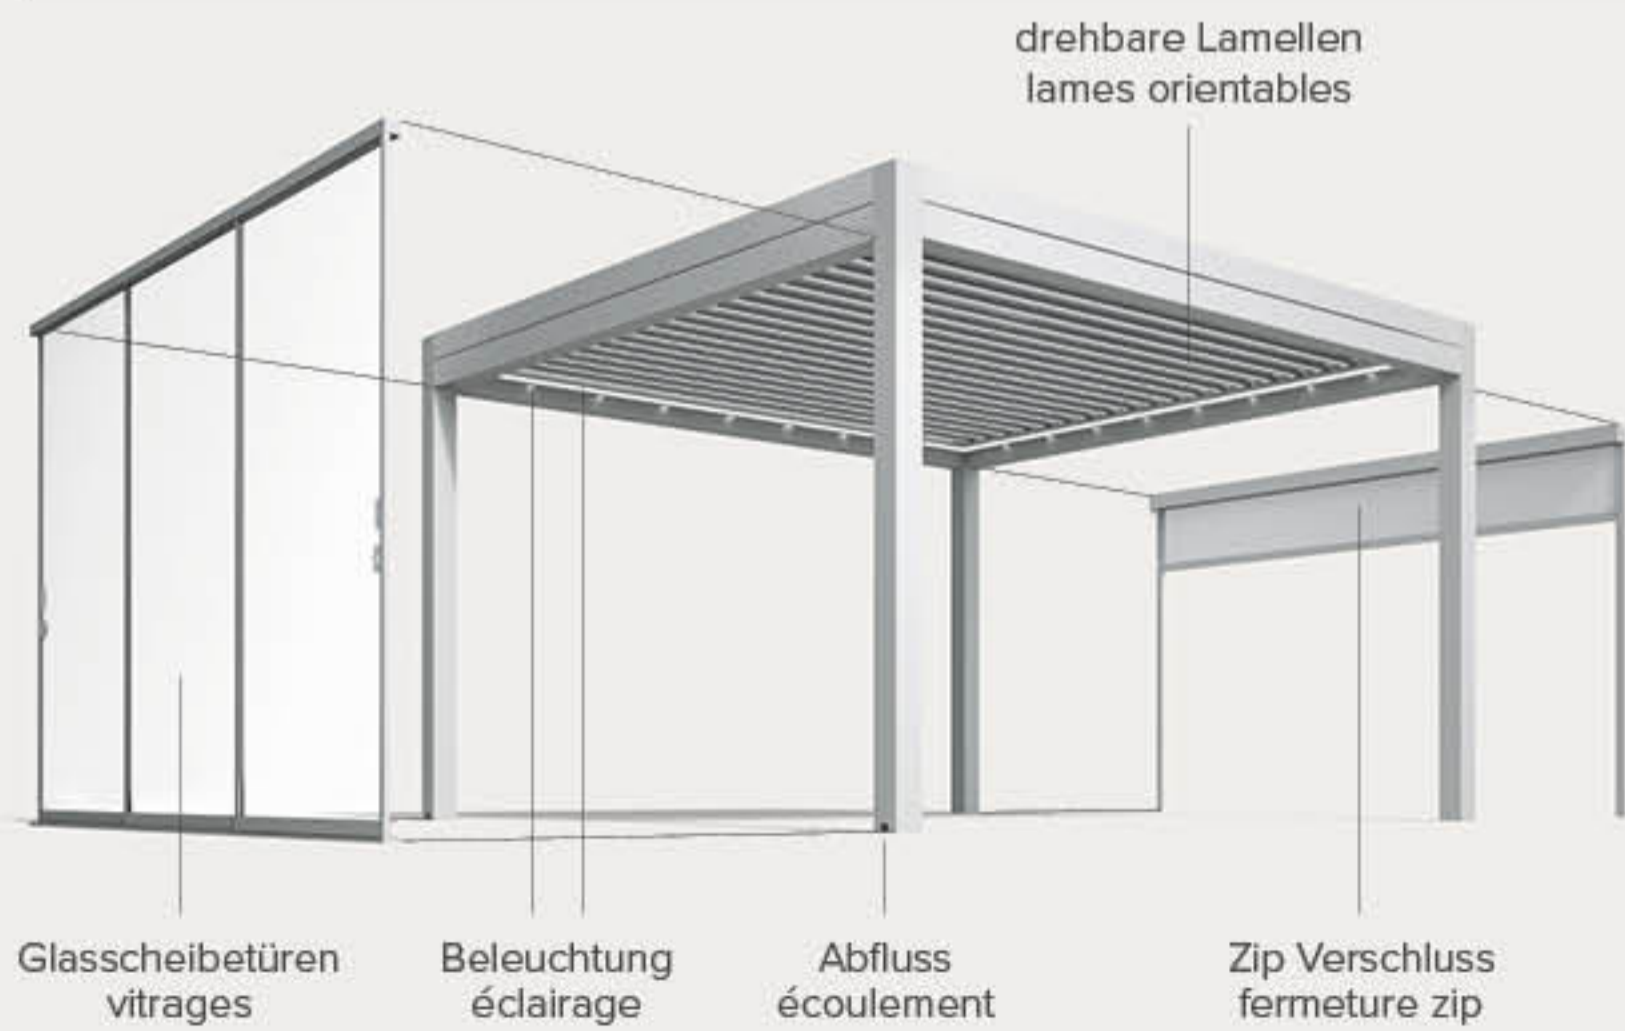 drehbare Lamellen
lames orientables
Glasscheibetüren
vitrages
Beleuchtung
éclairage
Abfluss
écoulement
Zip Verschluss
fermeture zip